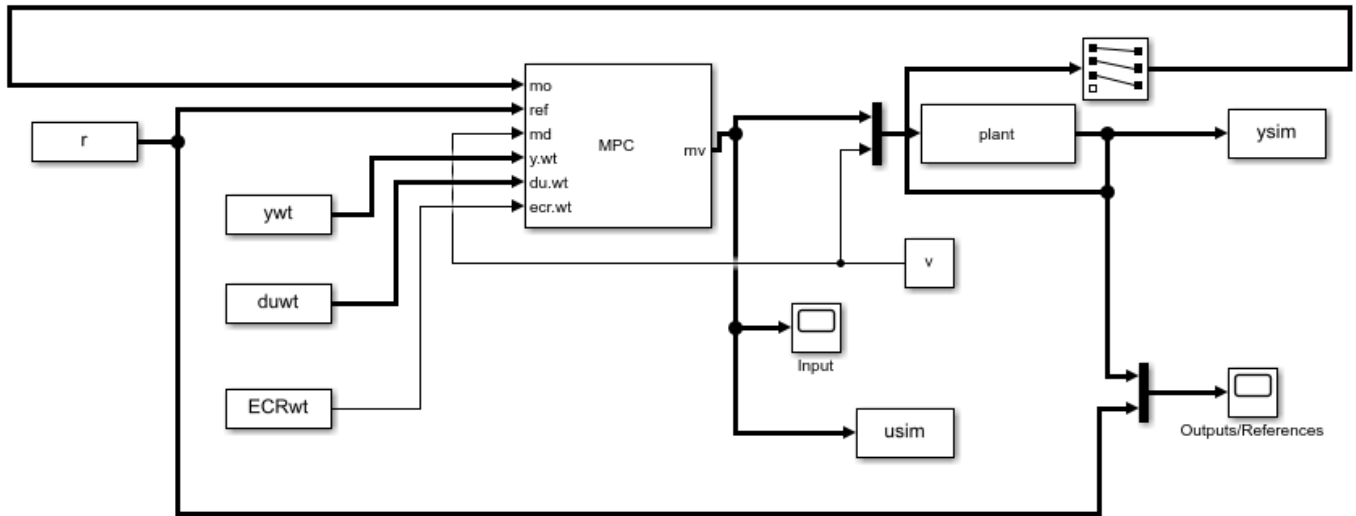 mo
ref
md
y.wt
du.wt
ecr.wt
MPC
mv
r
ywt
duwt
ECRwt
plant
ysim
v
Input
usim
Outputs/References